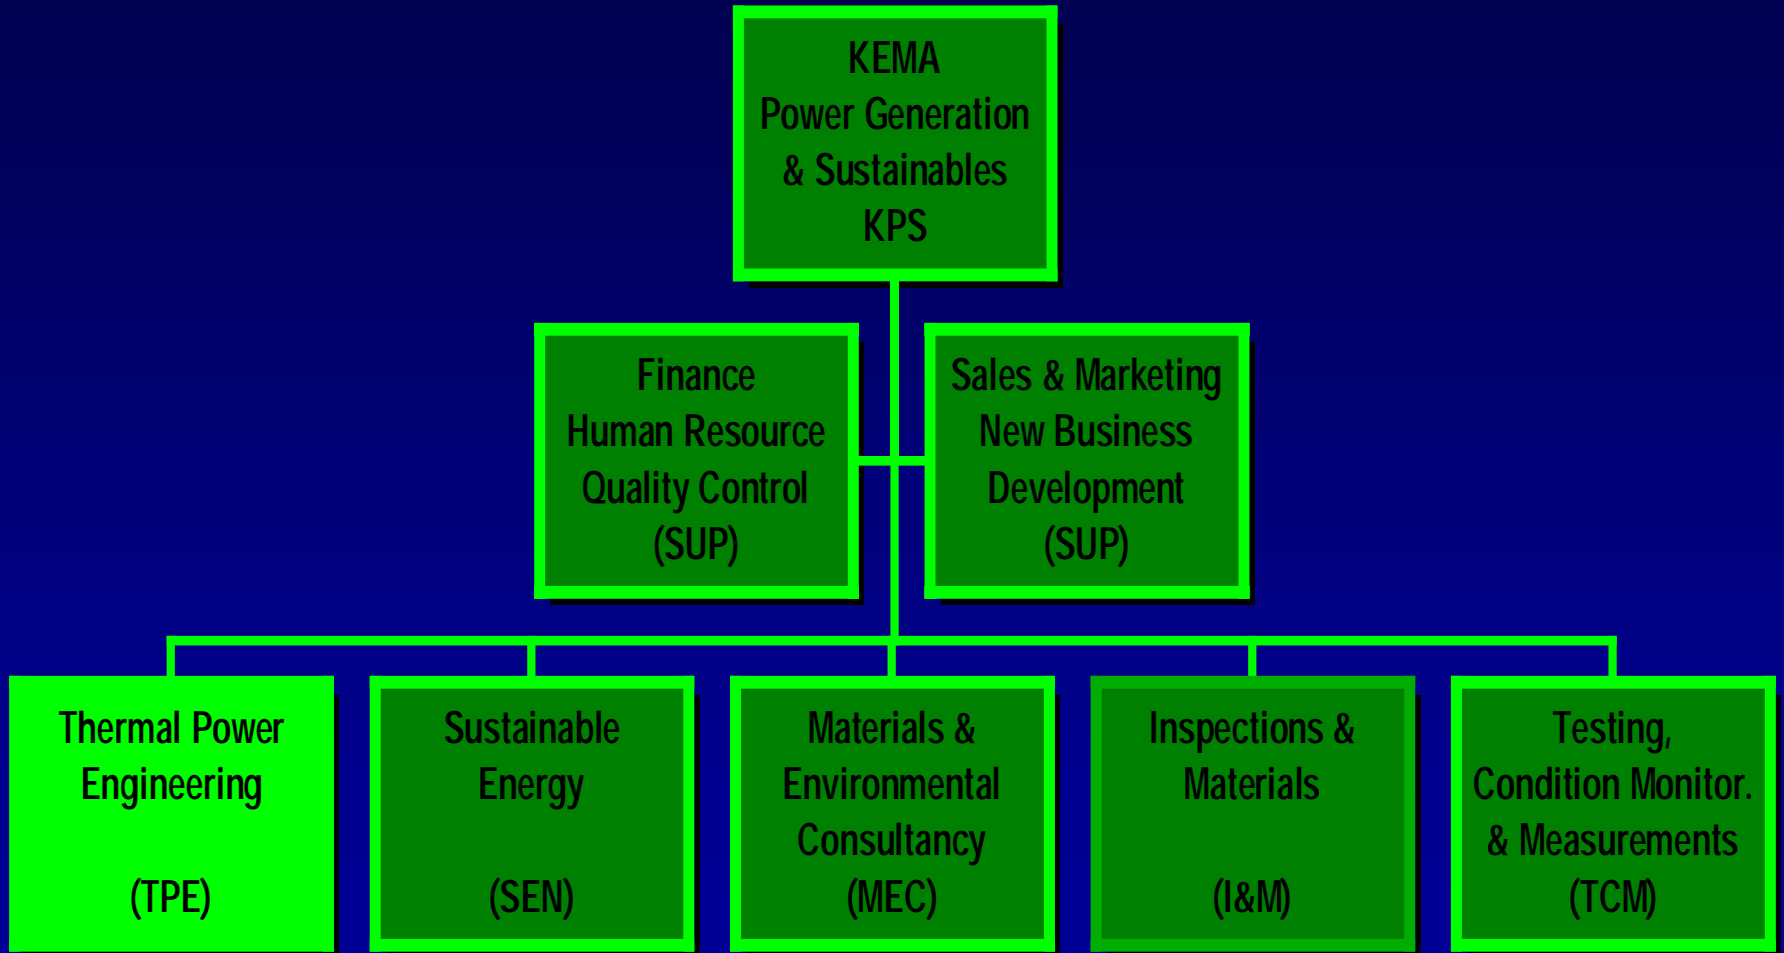 KEMA
Power Generation
& Sustainables
KPS
Finance
Human Resource
Quality Control
(SUP)
Sales & Marketing
New Business
Development
(SUP)
Thermal Power
Engineering
(TPE)
Sustainable
Energy
(SEN)
Materials &
Environmental
Consultancy
(MEC)
Inspections &
Materials
(I&M)
Testing,
Condition Monitor.
& Measurements
(TCM)